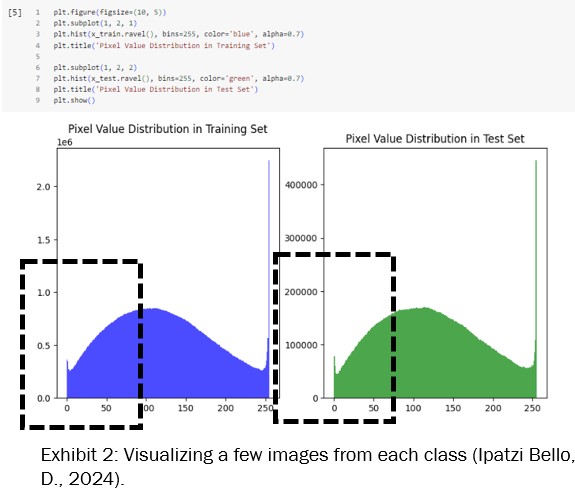 [5]
1 plt.figure(figsize=(10, 5))
2 plt.subplot(1, 2, 1)
3 plt.hist(x_train.ravel(), bins=255, color='blue', alpha=0.7)
4 plt.title('Pixel Value Distribution in Training Set')
5
6 plt.subplot(1, 2, 2)
7 plt.hist(x_test.ravel(), bins=255, color='green', alpha=0.7)
8 plt.title('Pixel Value Distribution in Test Set')
9 plt.show()
Pixel Value Distribution in Training Set
1e6
2.0
1.5
1.0
0.5
0.0
0 50 100 150 200 250
Pixel Value Distribution in Test Set
400000
300000
200000
100000
0
0 50 100 150 200 250
Exhibit 2: Visualizing a few images from each class (Ipatzi Bello,
D., 2024).